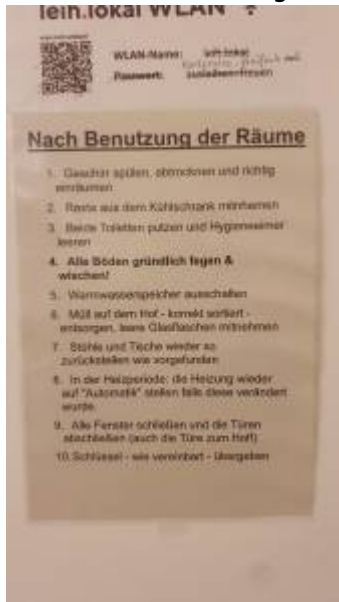 leih.lokal WLAN
WLAN-Name: leih.lokal
Passwort: ausleihenerfreuen
Nach Benutzung der Räume
1. Geschirr spülen, abtrocknen und richtig
einräumen
2. Reste aus dem Kühlschrank mitnehmen
3. Beide Toiletten putzen und Hygieneeimer
leeren
4. Alle Böden gründlich fegen &
wischen!
5. Warmwasserspeicher ausschalten
6. Müll auf dem Hof - korrekt sortiert -
entsorgen, leere Glasflaschen mitnehmen
7. Stühle und Tische wieder so
zurückstellen wie vorgefunden
8. In der Heizperiode: die Heizung wieder
auf "Automatik" stellen falls diese verändert
wurde.
9. Alle Fenster schließen und die Türen
abschließen (auch die Türe zum Hof!)
10. Schlüssel - wie vereinbart - übergeben